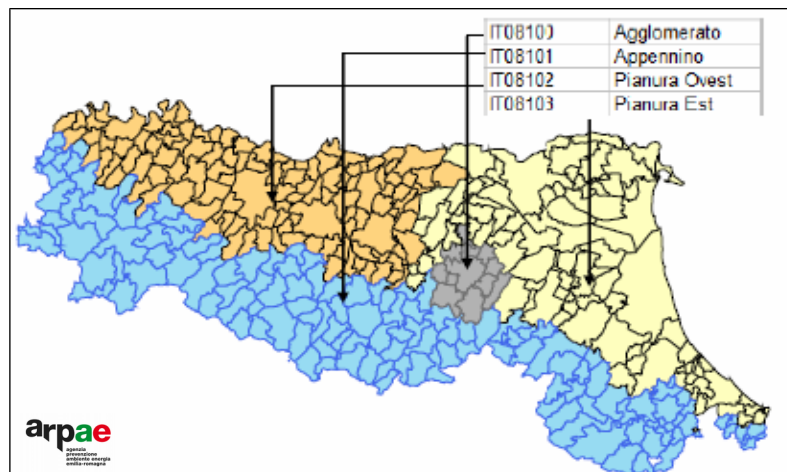 IT08100 Agglomerato
IT08101 Appennino
IT08102 Pianura Ovest
IT08103 Pianura Est
arpae
agenzia
prevenzione
ambiente energia
emilia-romagna